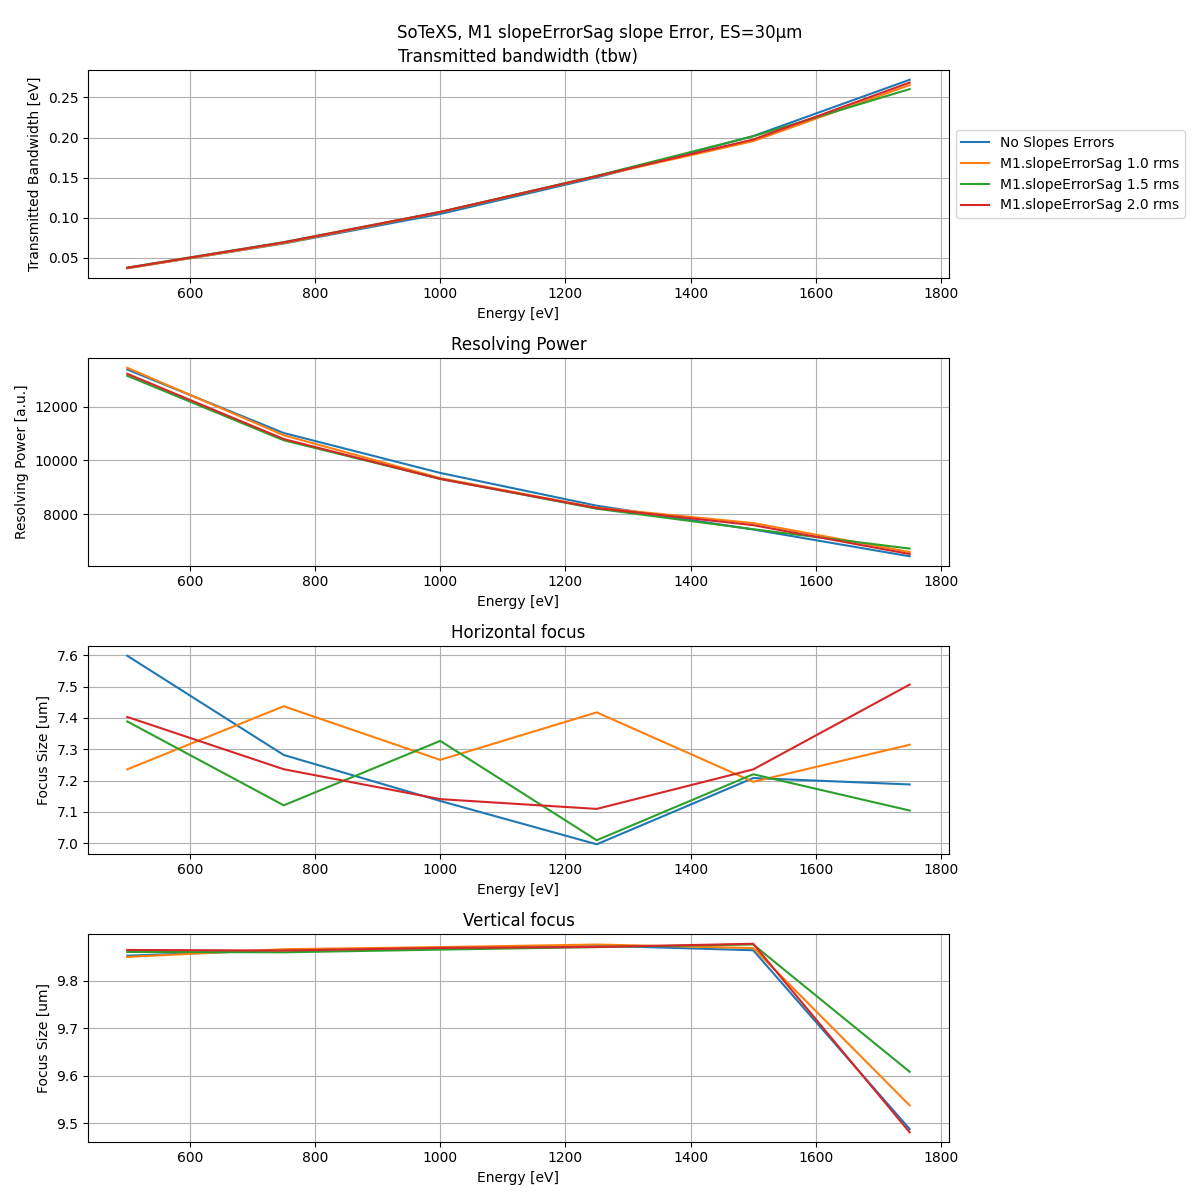 SoTeXS, M1 slopeErrorSag slope Error, ES=30µm
Transmitted bandwidth (tbw)
Transmitted Bandwidth [eV]
0.25
0.20
0.15
0.10
0.05
600 800 1000 1200 1400 1600 1800
Energy [eV]
No Slopes Errors
M1.slopeErrorSag 1.0 rms
M1.slopeErrorSag 1.5 rms
M1.slopeErrorSag 2.0 rms
Resolving Power
Resolving Power [a.u.]
12000
10000
8000
600 800 1000 1200 1400 1600 1800
Energy [eV]
Horizontal focus
Focus Size [um]
7.6
7.5
7.4
7.3
7.2
7.1
7.0
600 800 1000 1200 1400 1600 1800
Energy [eV]
Vertical focus
Focus Size [um]
9.8
9.7
9.6
9.5
600 800 1000 1200 1400 1600 1800
Energy [eV]